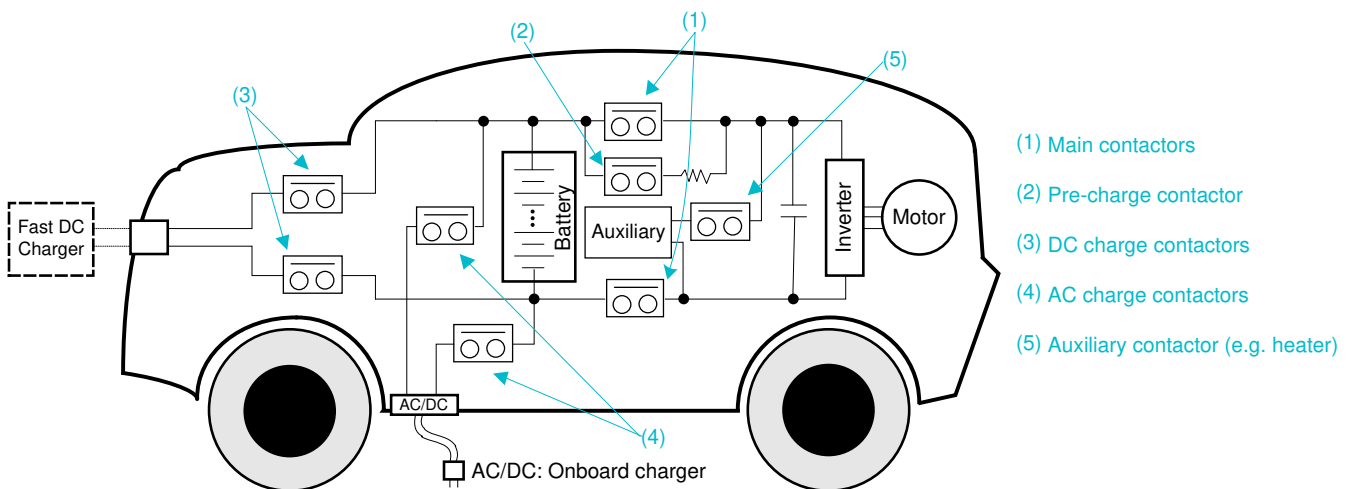 (1)
(2)
(5)
(3)
(1) Main contactors
(2) Pre-charge contactor
Battery
Fast DC
Charger
Auxiliary
Inverter
Motor
(3) DC charge contactors
(4) AC charge contactors
(5) Auxiliary contactor (e.g. heater)
AC/DC
(4)
AC/DC: Onboard charger